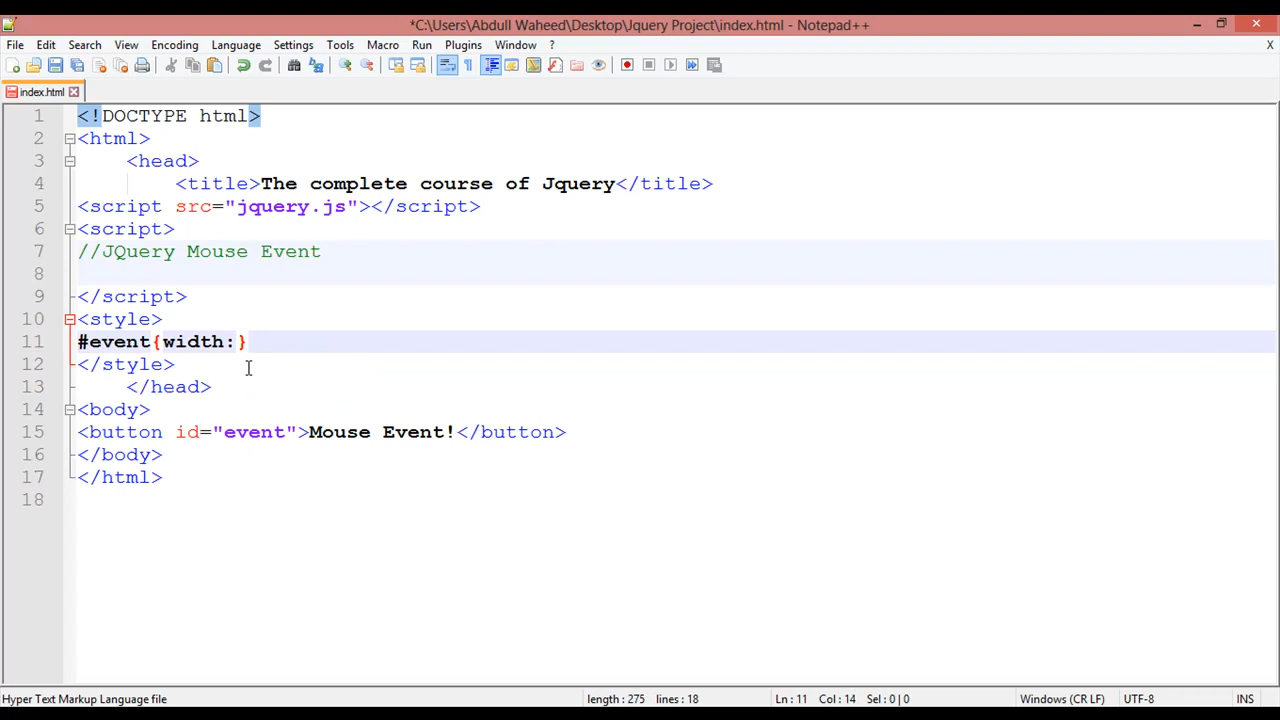 *C:\Users\Abdull Waheed\Desktop\Jquery Project\index.html - Notepad++
File Edit Search View Encoding Language Settings Tools Macro Run Plugins Window ? X
index.html
1 <!DOCTYPE html>
2 <html>
3 <head>
4 <title>The complete course of Jquery</title>
5 <script src="jquery.js"></script>
6 <script>
7 //JQuery Mouse Event
8
9 </script>
10 <style>
11 #event{width:}
12 </style>
13 </head>
14 <body>
15 <button id="event">Mouse Event!</button>
16 </body>
17 </html>
18
Hyper Text Markup Language file length : 275 lines : 18 Ln : 11 Col : 14 Sel : 0 | 0 Windows (CR LF) UTF-8 INS